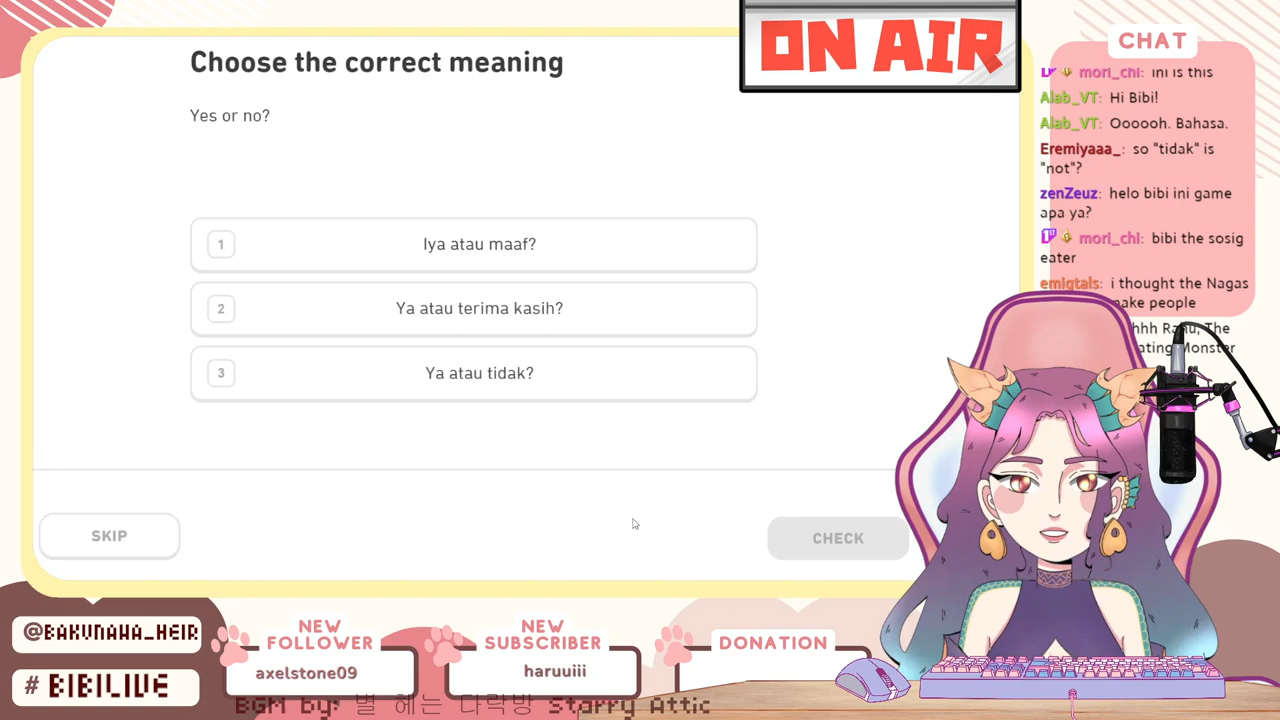 Choose the correct meaning
Yes or no?
1 Iya atau maaf?
2 Ya atau terima kasih?
3 Ya atau tidak?
SKIP
CHECK
ON AIR
CHAT
mori_chi: ini is this
Alab_VT: Hi Bibi!
Alab_VT: Oooooh. Bahasa.
Eremiyaaa_: so "tidak" is
"not"?
zenZeuz: helo bibi ini game
apa ya?
mori_chi: bibi the sosig
eater
emigtals: i thought the Nagas
make people
The
Monster
@BAKUNAWA_HEIR
# BIBILIVE
NEW
FOLLOWER
axelstone09
NEW
SUBSCRIBER
haruuiii
DONATION
BGM by: 별 헤는 다락방 Starry Attic